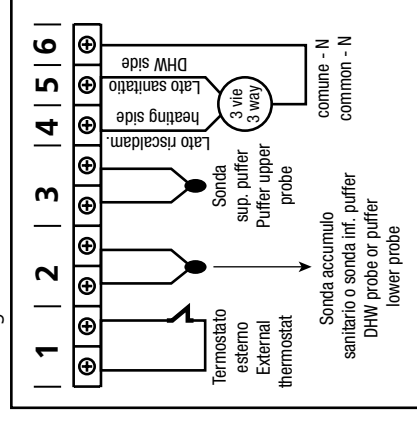 1 2 3 4 5 6
Termostato
esterno
External
thermostat
Sonda accumulo
sanitario o sonda inf. puffer
DHW probe or puffer
lower probe
Sonda
sup. puffer
Puffer upper
probe
Lato riscaldam.
heating side
Lato sanitatio
DHW side
3 vie
3 way
comune - N
common - N